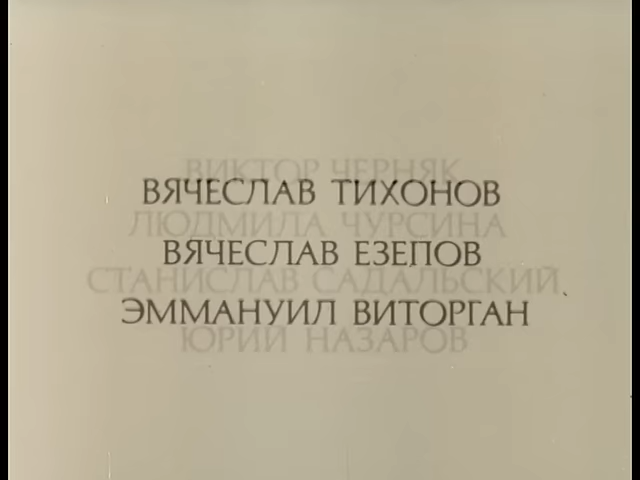 ВИКТОР ЧЕРНЯК
ВЯЧЕСЛАВ ТИХОНОВ
ЛЮДМИЛА ЧУРСИНА
ВЯЧЕСЛАВ ЕЗЕПОВ
СТАНИСЛАВ САДАЛЬСКИЙ
ЭММАНУИЛ ВИТОРГАН
ЮРИЙ НАЗАРОВ